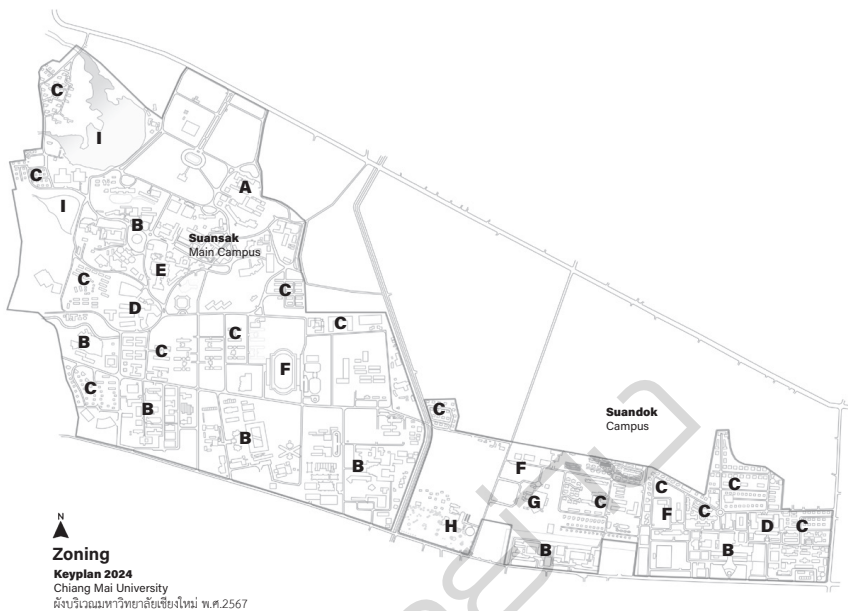 C
I
C
A
I
B
Suansak
Main Campus
E
C
C
D
C
C
B
C
F
C
B
C
Suandok
Campus
B
B
F
C
C
G
C
F
C
H
D
C
B
B
N
Zoning
Keyplan 2024
Chiang Mai University
ผังบริเวณมหาวิทยาลัยเชียงใหม่ พ.ศ.2567